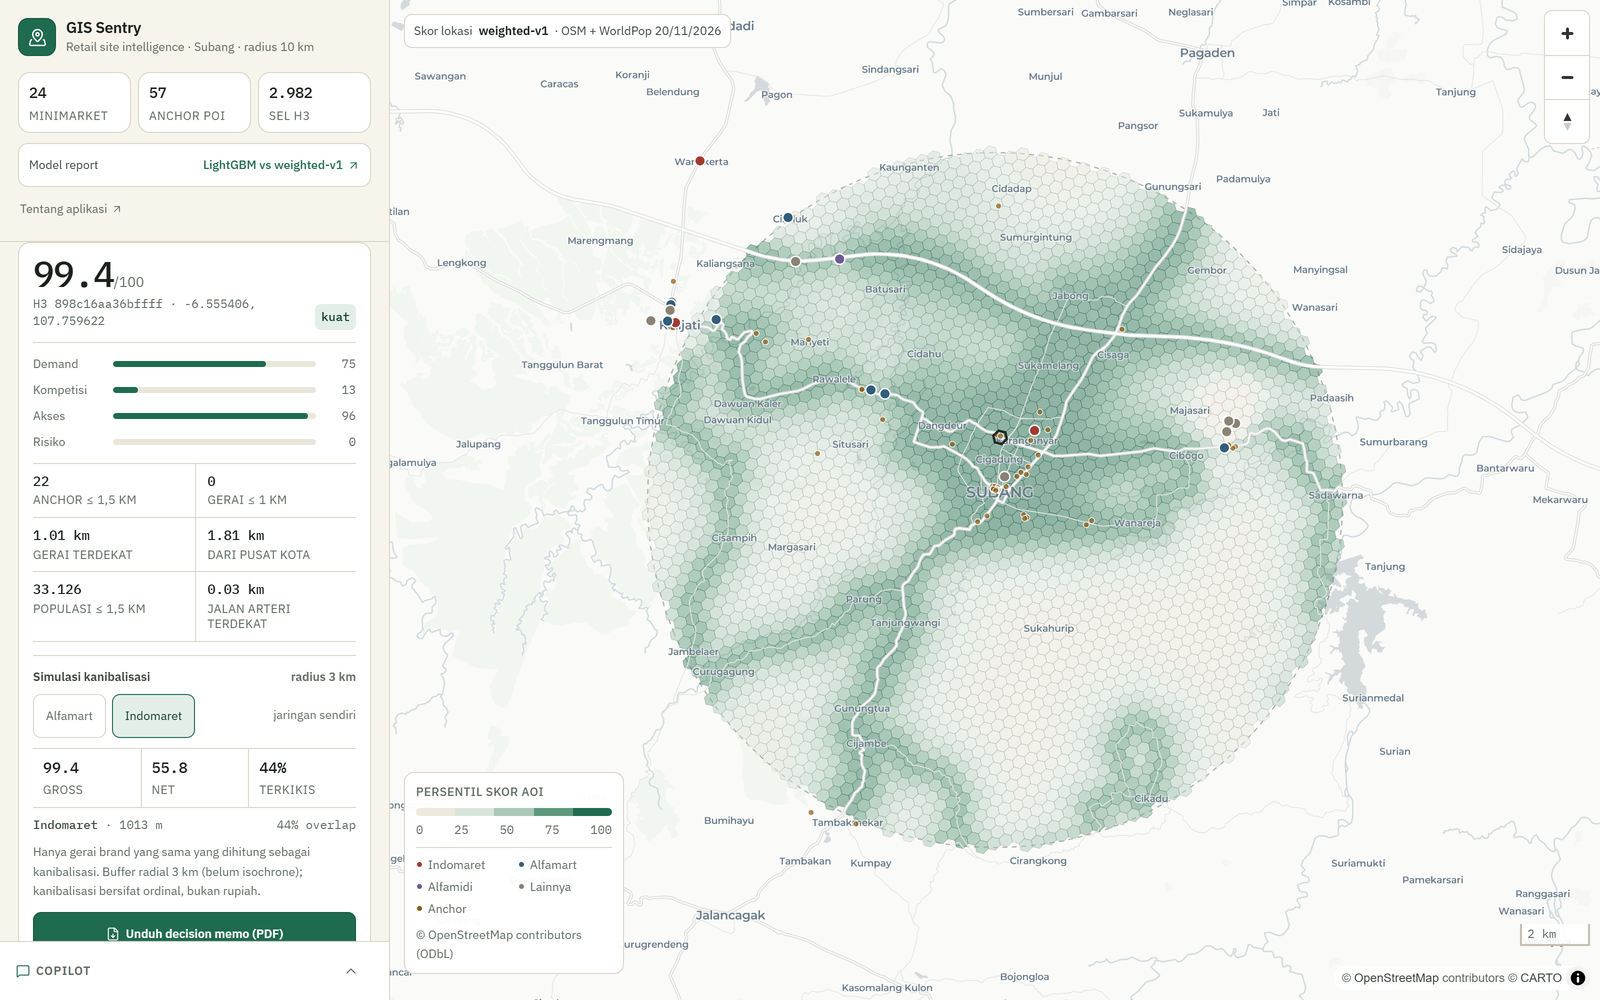 GIS Sentry
Retail site intelligence · Subang · radius 10 km
24
MINIMARKET
57
ANCHOR POI
2.982
SEL H3
Model report
LightGBM vs weighted-v1 ↗
Tentang aplikasi ↗
99.4/100
H3 898c16aa36bffff · -6.555406,
107.759622
kuat
Demand 75
Kompetisi 13
Akses 96
Risiko 0
22
ANCHOR ≤ 1,5 KM
0
GERAI ≤ 1 KM
1.01 km
GERAI TERDEKAT
1.81 km
DARI PUSAT KOTA
33.126
POPULASI ≤ 1,5 KM
0.03 km
JALAN ARTERI
TERDEKAT
Simulasi kanibalisasi
radius 3 km
Alfamart
Indomaret
jaringan sendiri
99.4
GROSS
55.8
NET
44%
TERKIKIS
Indomaret · 1013 m
44% overlap
Hanya gerai brand yang sama yang dihitung sebagai
kanibalisasi. Buffer radial 3 km (belum isochrone);
kanibalisasi bersifat ordinal, bukan rupiah.
Unduh decision memo (PDF)
COPILOT
Skor lokasi weighted-v1 · OSM + WorldPop 20/11/2026
dadi
Sumbersari
Gambarsari
Neglasari
Simpar
Kosambi
Pagaden
Sawangan
Caracas
Koranji
Belendung
Pagon
Sindangsari
Munjul
Tanjung
Sukamulya
Jati
Pangsor
Kaunganten
Cidadap
Gunungsari
Padamulya
Marengmang
Lengkong
Kaliangsana
Sumurgintung
Sidajaya
Gembor
Manyingsal
Dusun Ja
Batusari
Jabong
Wanasari
Manyeti
Cidahu
Cisaga
Tanggulun Barat
Sukamelang
Rawalele
Dawuan Kaler
Dawuan Kidul
Tanggulun Timur
Majasari
Padaasih
Dangdeur
Situsari
Jalupang
galamulya
Cigadung
Cibogo
Sumurbarang
Bantarwaru
SUBANG
Sadawarna
Mekarwaru
Wanareja
Cisampih
Margasari
Tanjung
Parung
Tanjungwangi
Sukahurip
Jambelaer
Curugagung
Surianmedal
Gunungtua
Cijambe
Surian
Cikadu
Bumihayu
Tambakan
Kumpay
Cirangkong
Suriamukti
Pamekarsari
Ranggasari
Wanasari
Jalancagak
Bojongloa
Kasomalang Kulon
PERSENTIL SKOR AOI
0 25 50 75 100
Indomaret
Alfamart
Alfamidi
Lainnya
Anchor
© OpenStreetMap contributors
(ODbL)
2 km
© OpenStreetMap contributors © CARTO